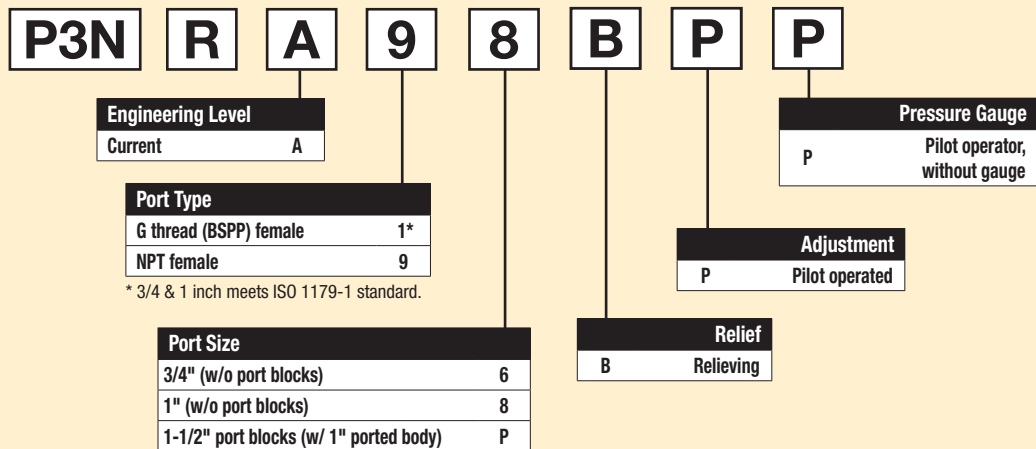 P3N R A 9 8 B P P
Engineering Level
Current A
Pressure Gauge
P Pilot operator,
without gauge
Port Type
G thread (BSPP) female 1*
NPT female 9
* 3/4 & 1 inch meets ISO 1179-1 standard.
Adjustment
P Pilot operated
Relief
B Relieving
Port Size
3/4" (w/o port blocks) 6
1" (w/o port blocks) 8
1-1/2" port blocks (w/ 1" ported body) P